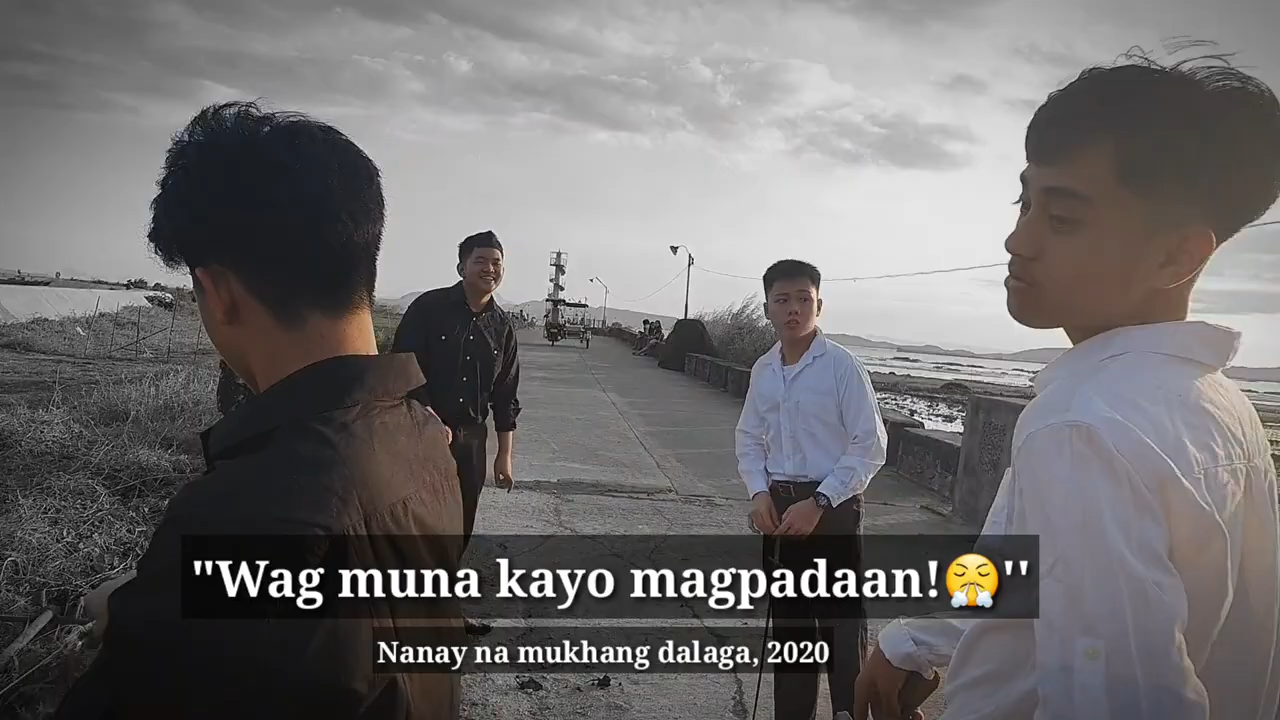 "Wag muna kayo magpadaan!😤"
Nanay na mukhang dalaga, 2020